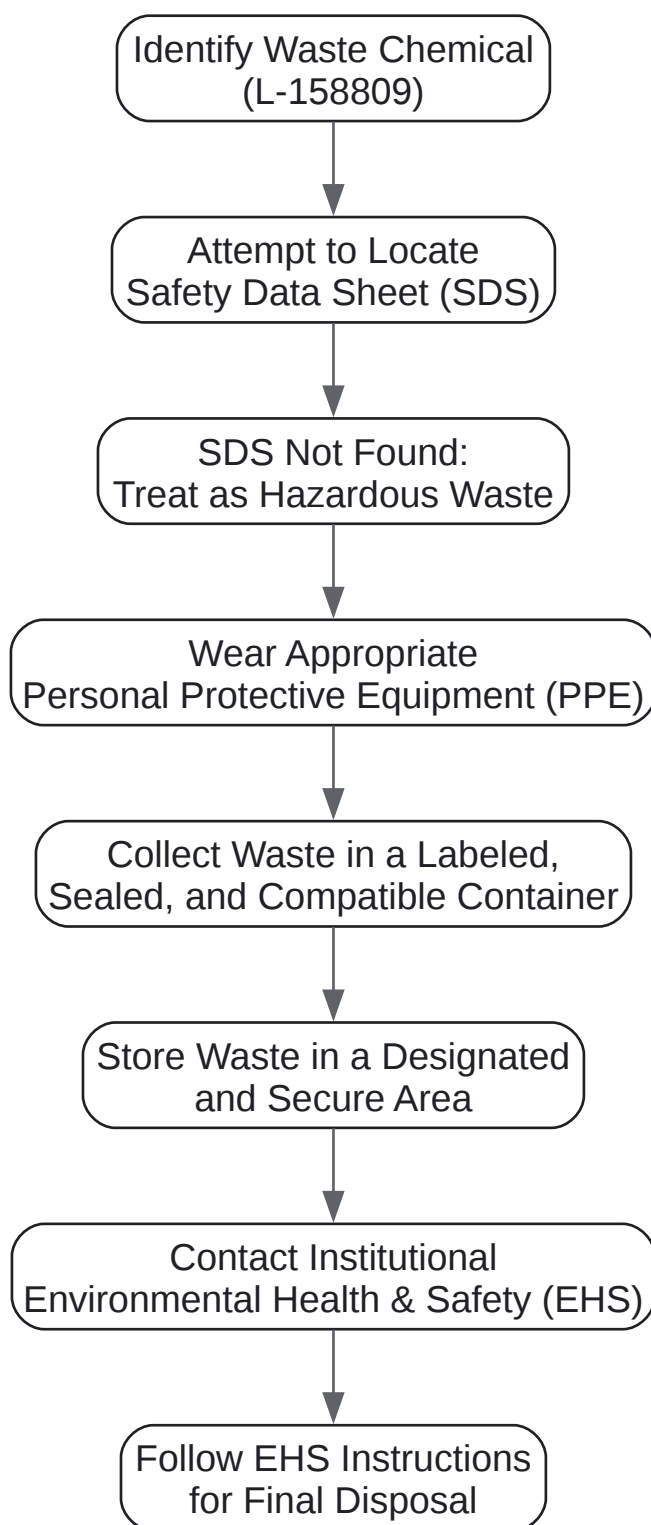 Identify Waste Chemical
(L-158809)
Attempt to Locate
Safety Data Sheet (SDS)
SDS Not Found:
Treat as Hazardous Waste
Wear Appropriate
Personal Protective Equipment (PPE)
Collect Waste in a Labeled,
Sealed, and Compatible Container
Store Waste in a Designated
and Secure Area
Contact Institutional
Environmental Health & Safety (EHS)
Follow EHS Instructions
for Final Disposal